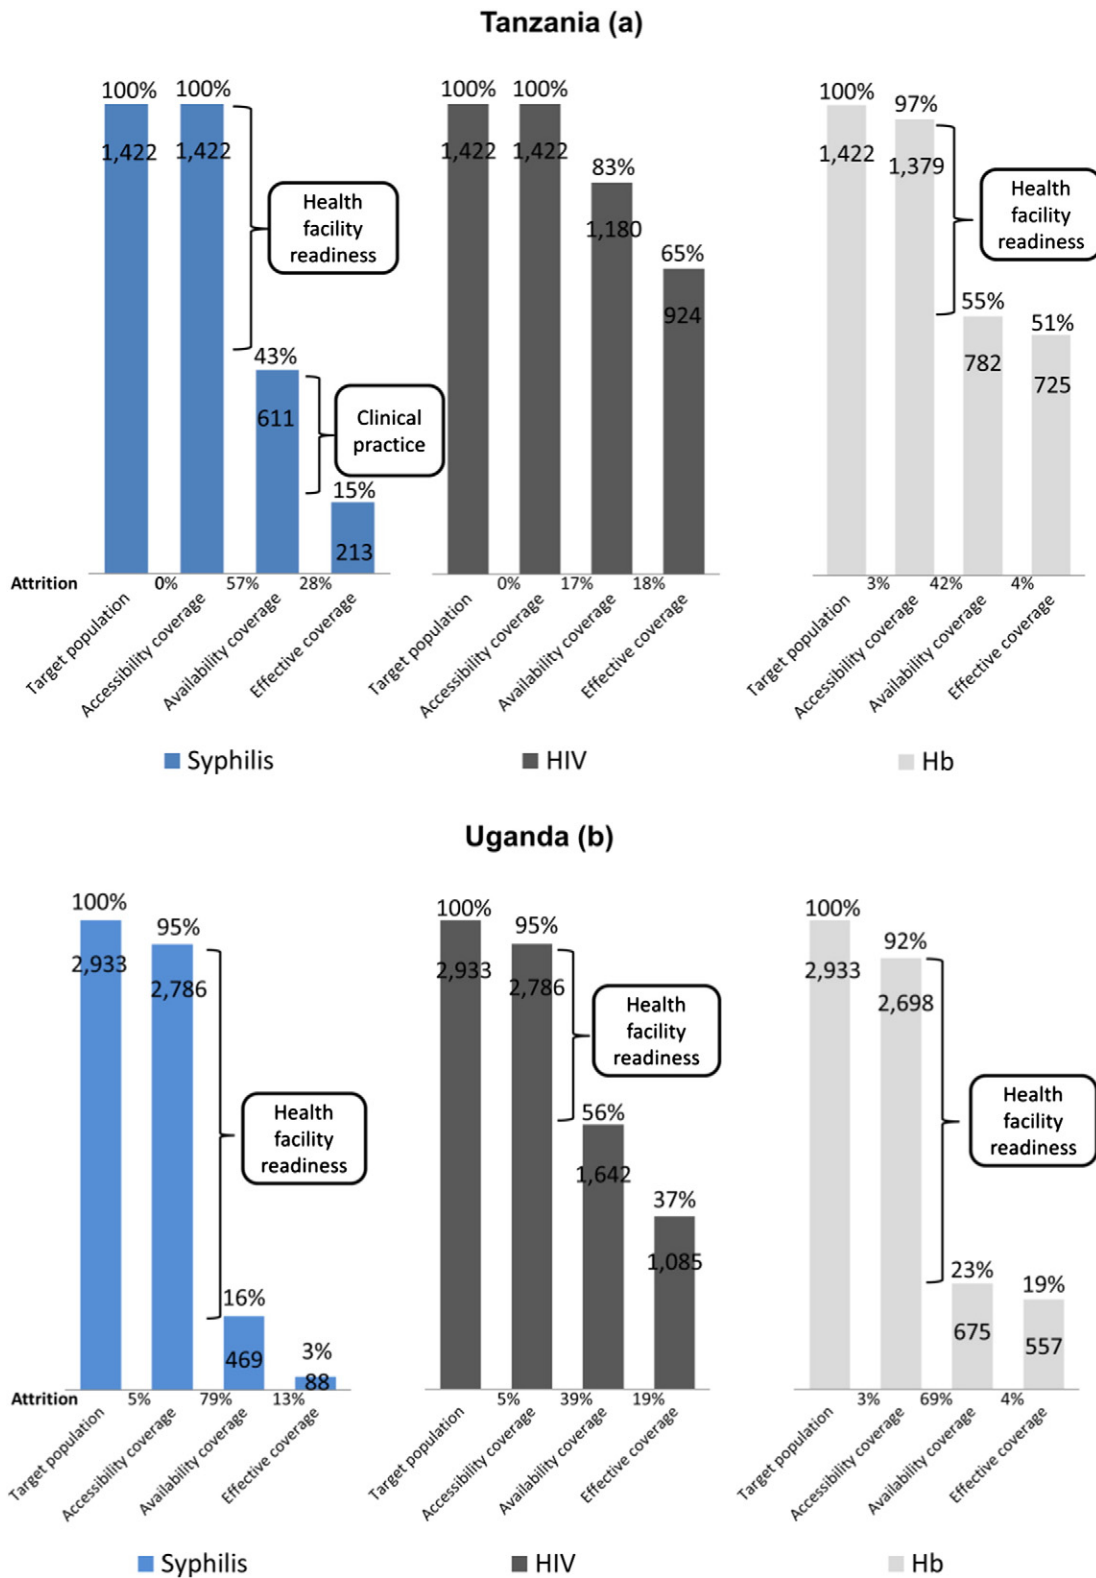 Tanzania (a)
100% 100% 100% 100% 100% 97%
1,422 1,422 1,422 1,422 1,422 1,379
83%
1,180
Health
facility
readiness
Health
facility
readiness
65%
924
43%
611
55%
782
51%
725
Clinical
practice
15%
213
Attrition 0% 57% 28% 0% 17% 18% 3% 42% 4%
Target population
Accessibility coverage
Availability coverage
Effective coverage
Target population
Accessibility coverage
Availability coverage
Effective coverage
Target population
Accessibility coverage
Availability coverage
Effective coverage
Syphilis HIV Hb
Uganda (b)
100% 95% 100% 95% 100% 92%
2,933 2,786 2,933 2,786 2,933 2,698
Health
facility
readiness
Health
facility
readiness
Health
facility
readiness
56%
1,642
37%
1,085
16%
469
3%
88
23%
675
19%
557
Attrition 5% 79% 13% 5% 39% 19% 3% 69% 4%
Target population
Accessibility coverage
Availability coverage
Effective coverage
Target population
Accessibility coverage
Availability coverage
Effective coverage
Target population
Accessibility coverage
Availability coverage
Effective coverage
Syphilis HIV Hb